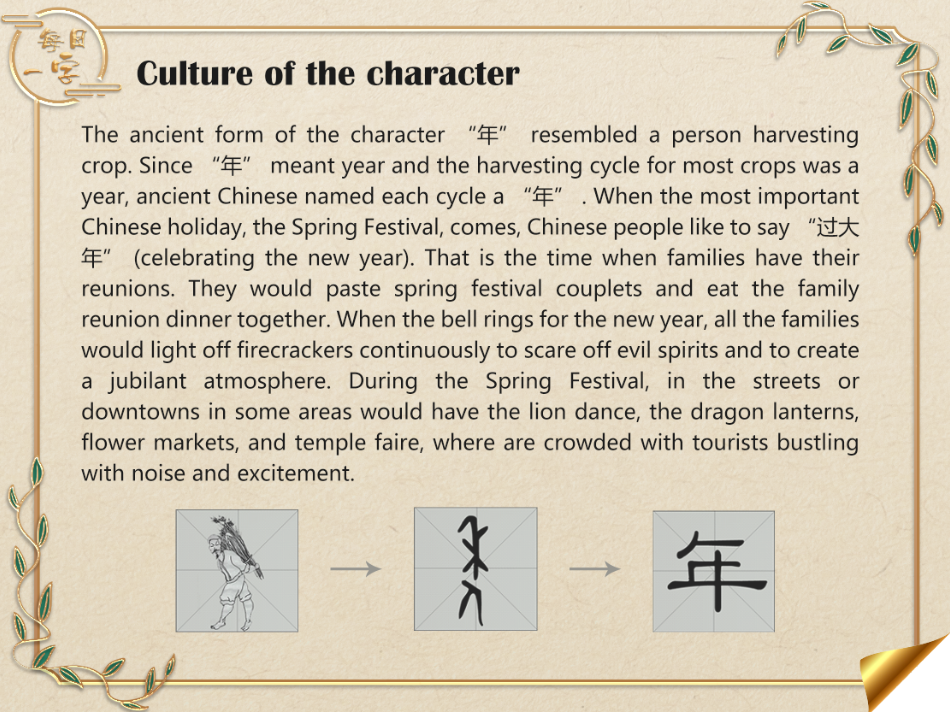 每日
一字
Culture of the character
The ancient form of the character “年” resembled a person harvesting
crop. Since “年” meant year and the harvesting cycle for most crops was a
year, ancient Chinese named each cycle a “年” . When the most important
Chinese holiday, the Spring Festival, comes, Chinese people like to say “过大
年” (celebrating the new year). That is the time when families have their
reunions. They would paste spring festival couplets and eat the family
reunion dinner together. When the bell rings for the new year, all the families
would light off firecrackers continuously to scare off evil spirits and to create
a jubilant atmosphere. During the Spring Festival, in the streets or
downtowns in some areas would have the lion dance, the dragon lanterns,
flower markets, and temple faire, where are crowded with tourists bustling
with noise and excitement.
年